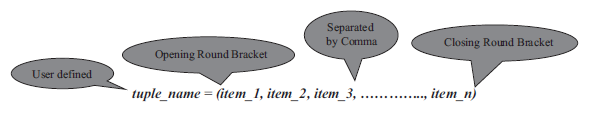 Separated
by Comma
Opening Round Bracket
Closing Round Bracket
User defined
tuple_name = (item_1, item_2, item_3, ………….., item_n)